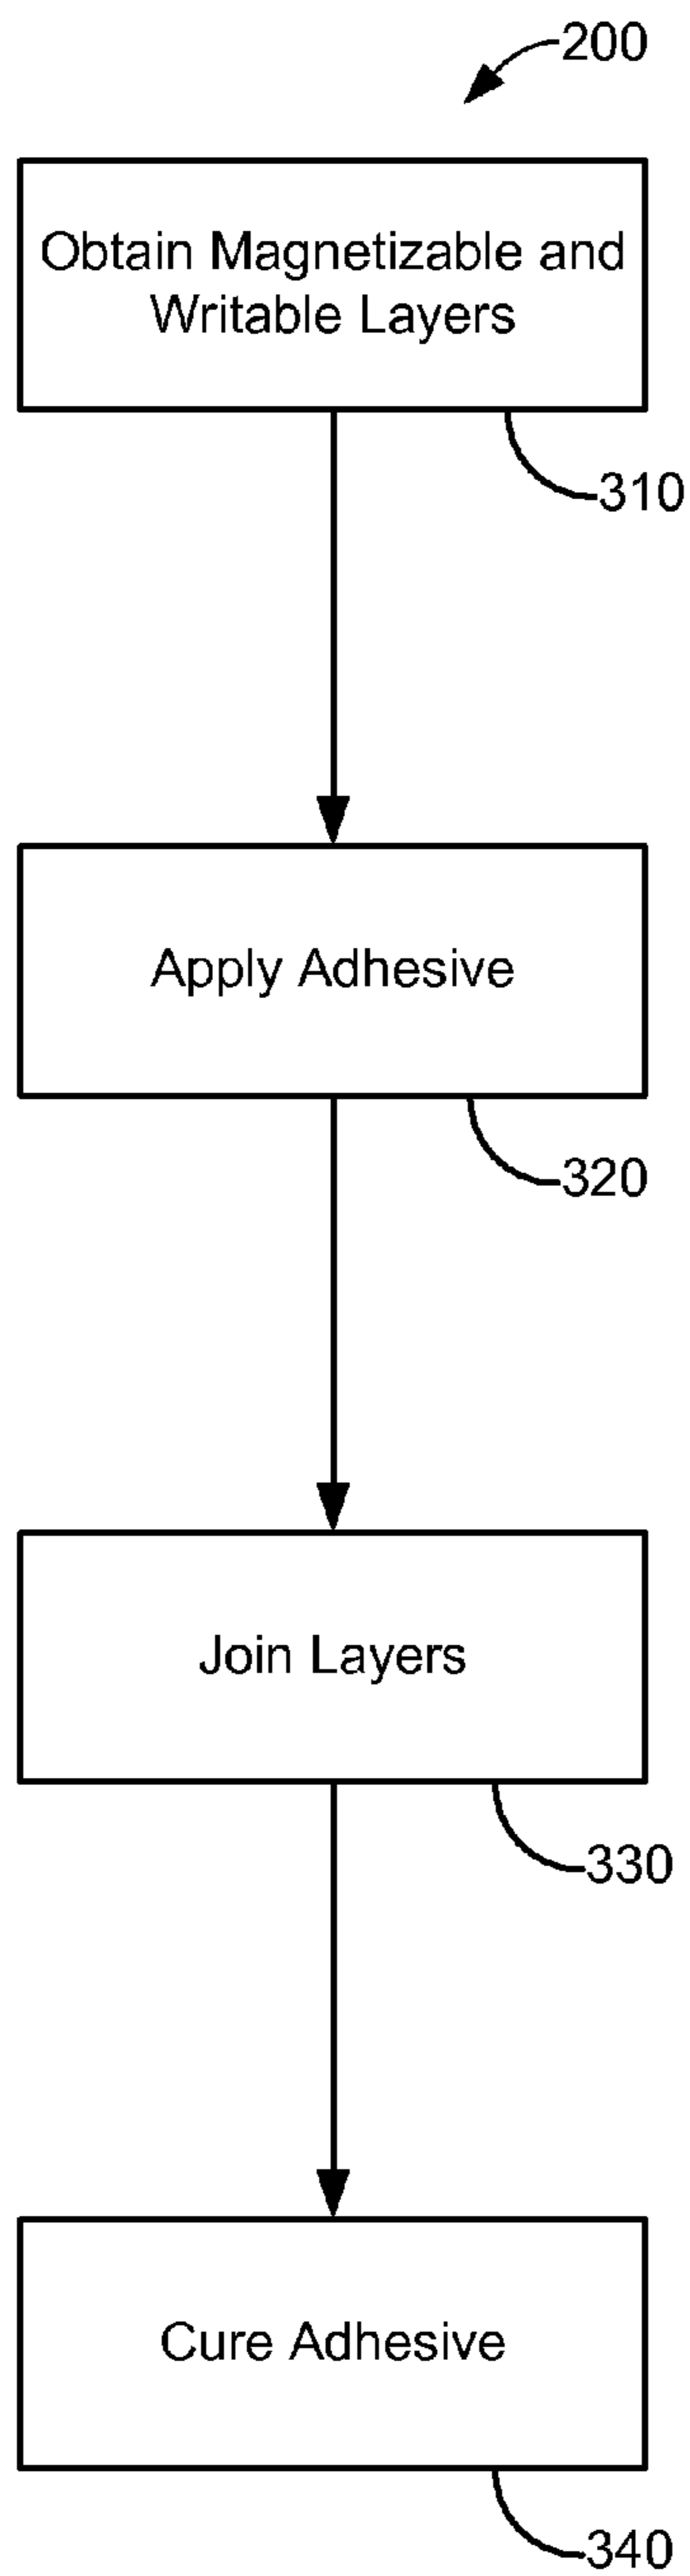 200
Obtain Magnetizable and
Writable Layers
310
Apply Adhesive
320
Join Layers
330
Cure Adhesive
340